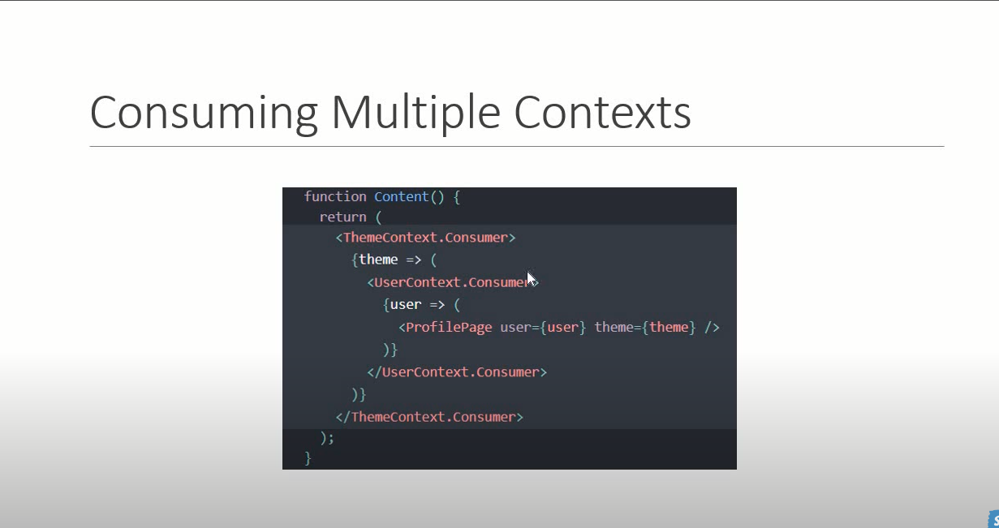 Consuming Multiple Contexts
function Content() {
return (
<ThemeContext.Consumer>
{theme => (
<UserContext.Consumer>
{user => (
<ProfilePage user={user} theme={theme} />
)}
</UserContext.Consumer>
)}
</ThemeContext.Consumer>
);
}